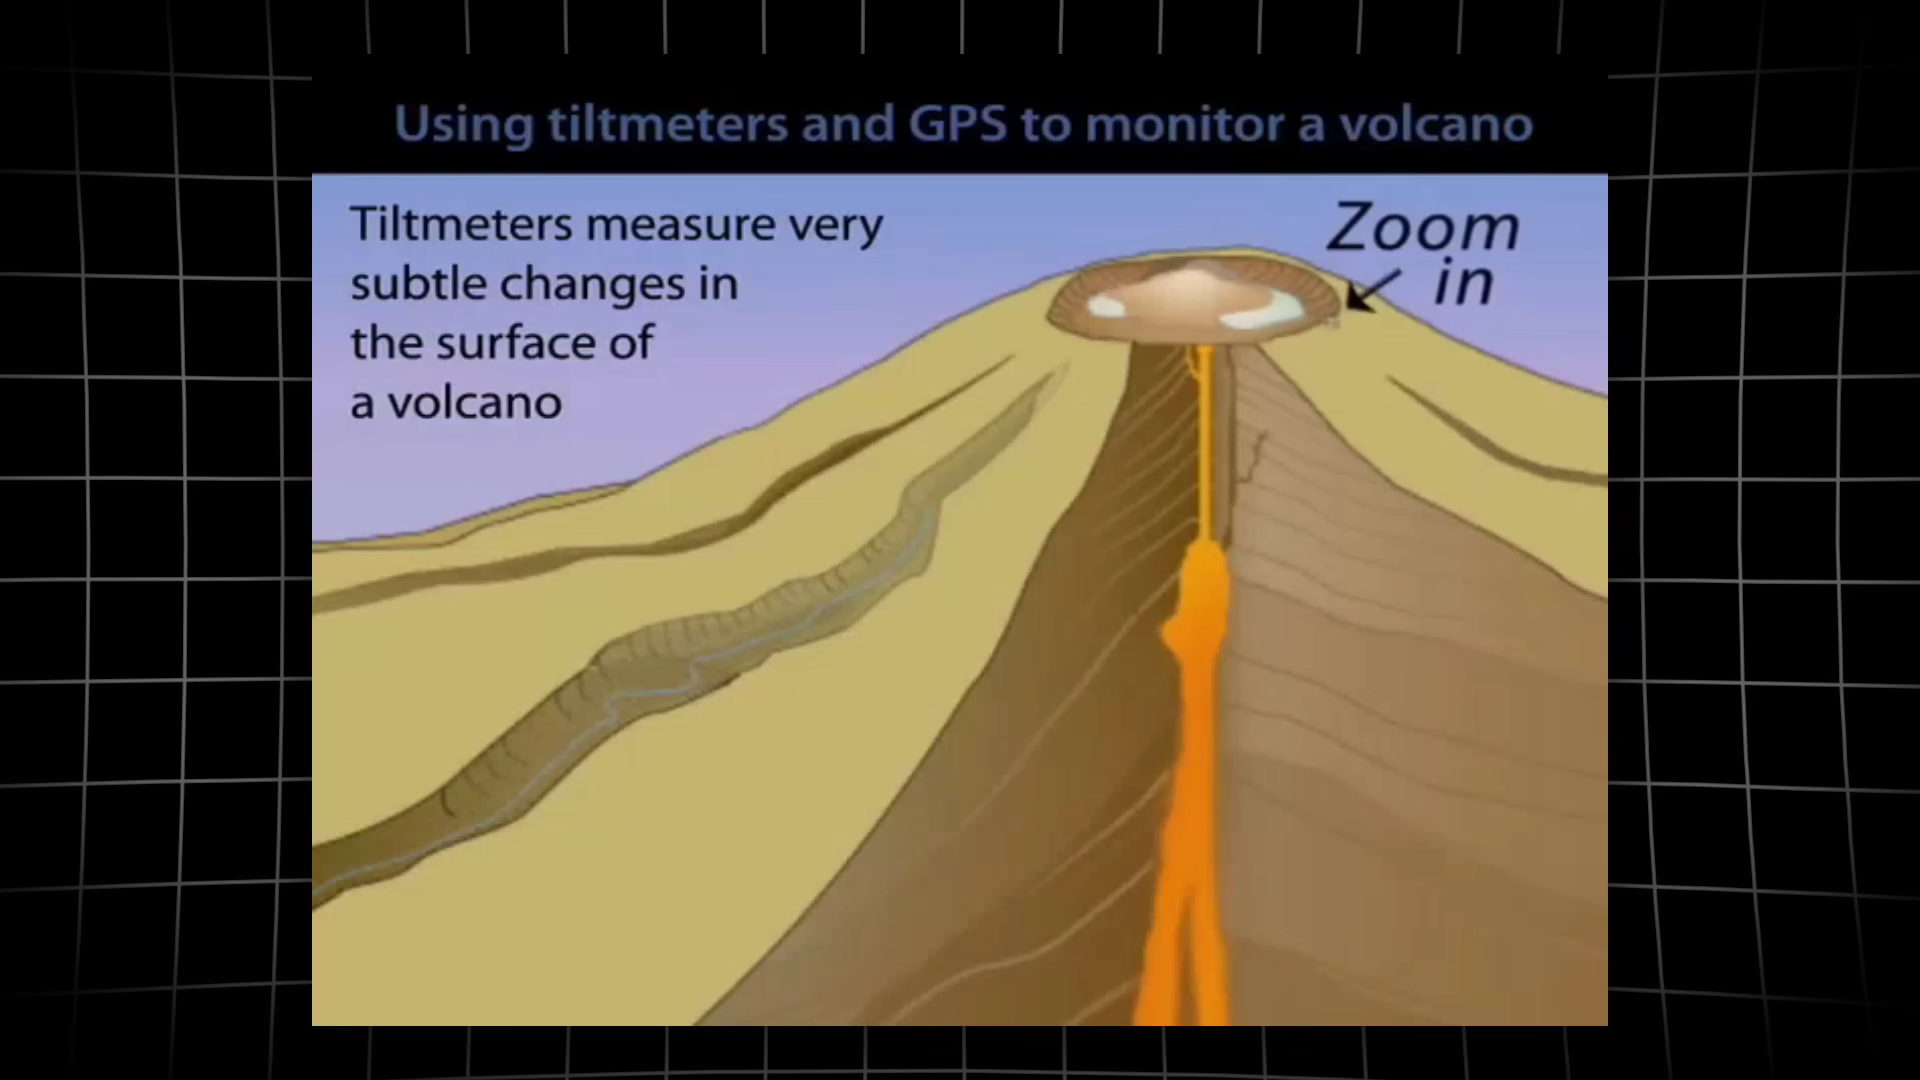 Using tiltmeters and GPS to monitor a volcano
Tiltmeters measure very
subtle changes in
the surface of
a volcano
Zoom
in